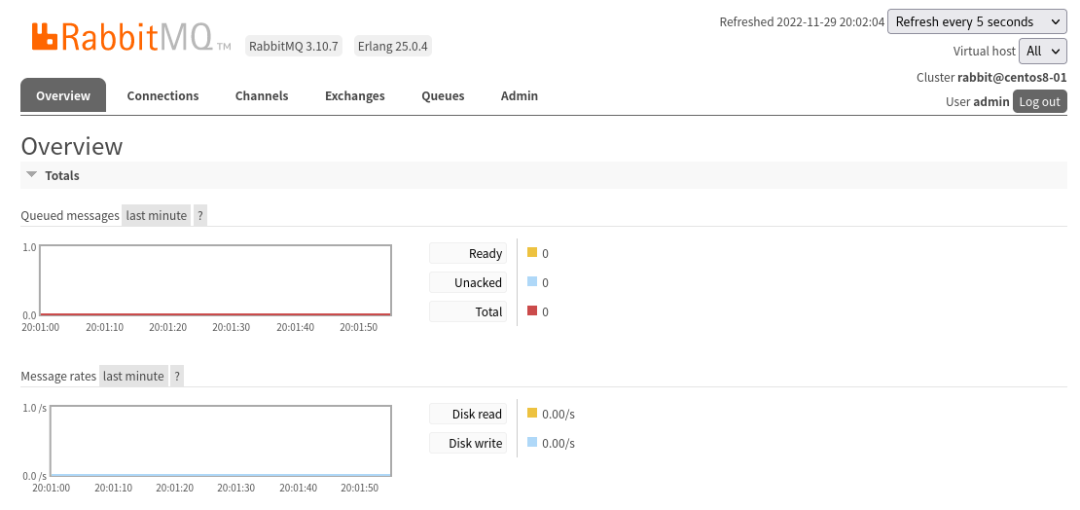 RabbitMQ TM RabbitMQ 3.10.7 Erlang 25.0.4
Refreshed 2022-11-29 20:02:04 Refresh every 5 seconds
Virtual host All
Cluster rabbit@centos8-01
User admin Log out
Overview Connections Channels Exchanges Queues Admin
Overview
Totals
Queued messages last minute ?
1.0
0.0
20:01:00 20:01:10 20:01:20 20:01:30 20:01:40 20:01:50
Ready 0
Unacked 0
Total 0
Message rates last minute ?
1.0 /s
0.0 /s
20:01:00 20:01:10 20:01:20 20:01:30 20:01:40 20:01:50
Disk read 0.00/s
Disk write 0.00/s